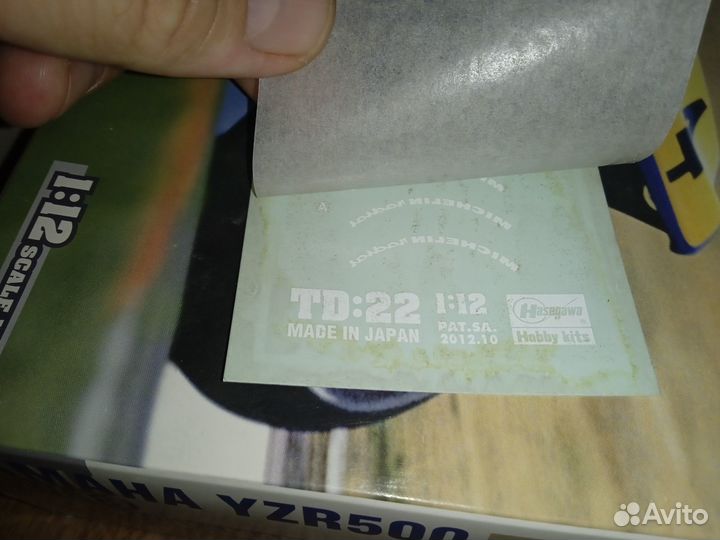 1:12
SCALE
A
MICHELIN radial
MICHELIN radial
TD:22
MADE IN JAPAN
1:12
PAT.SA.
2012.10
Hasegawa
Hobby kits
MAHA YZR500
Avito